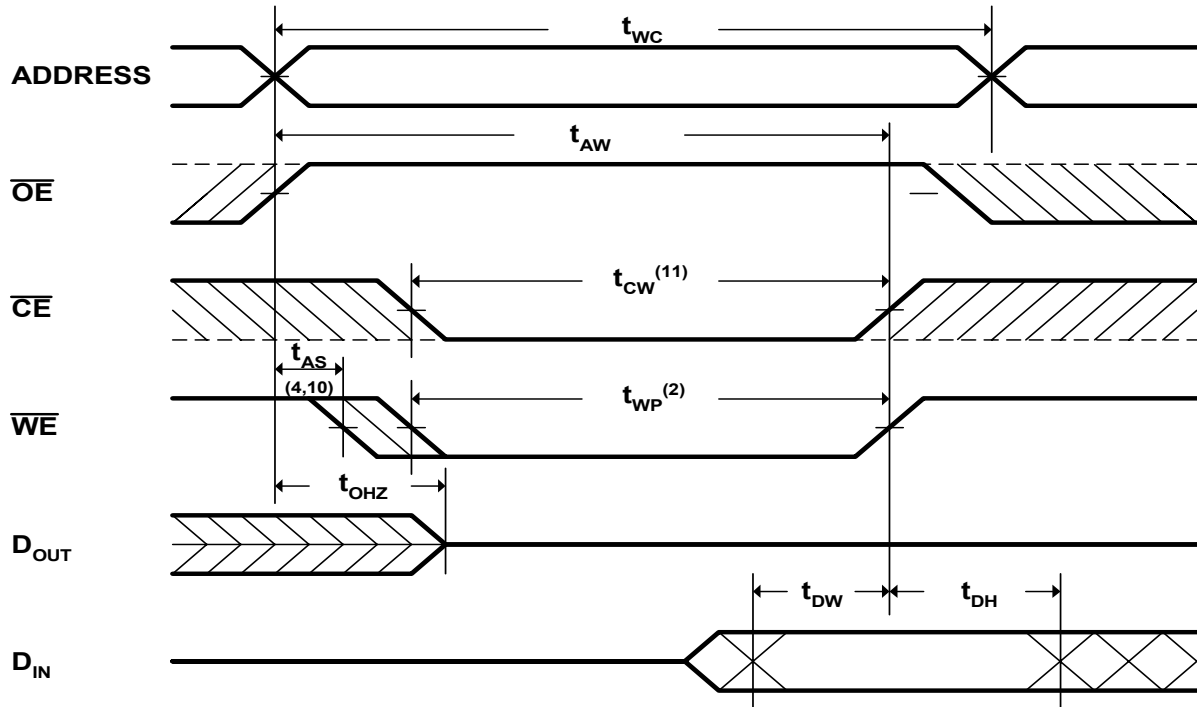 tWC
ADDRESS
tAW
OE
tCW(11)
CE
tAS
(4,10)
tWP(2)
WE
tOHZ
DOUT
tDW
tDH
DIN